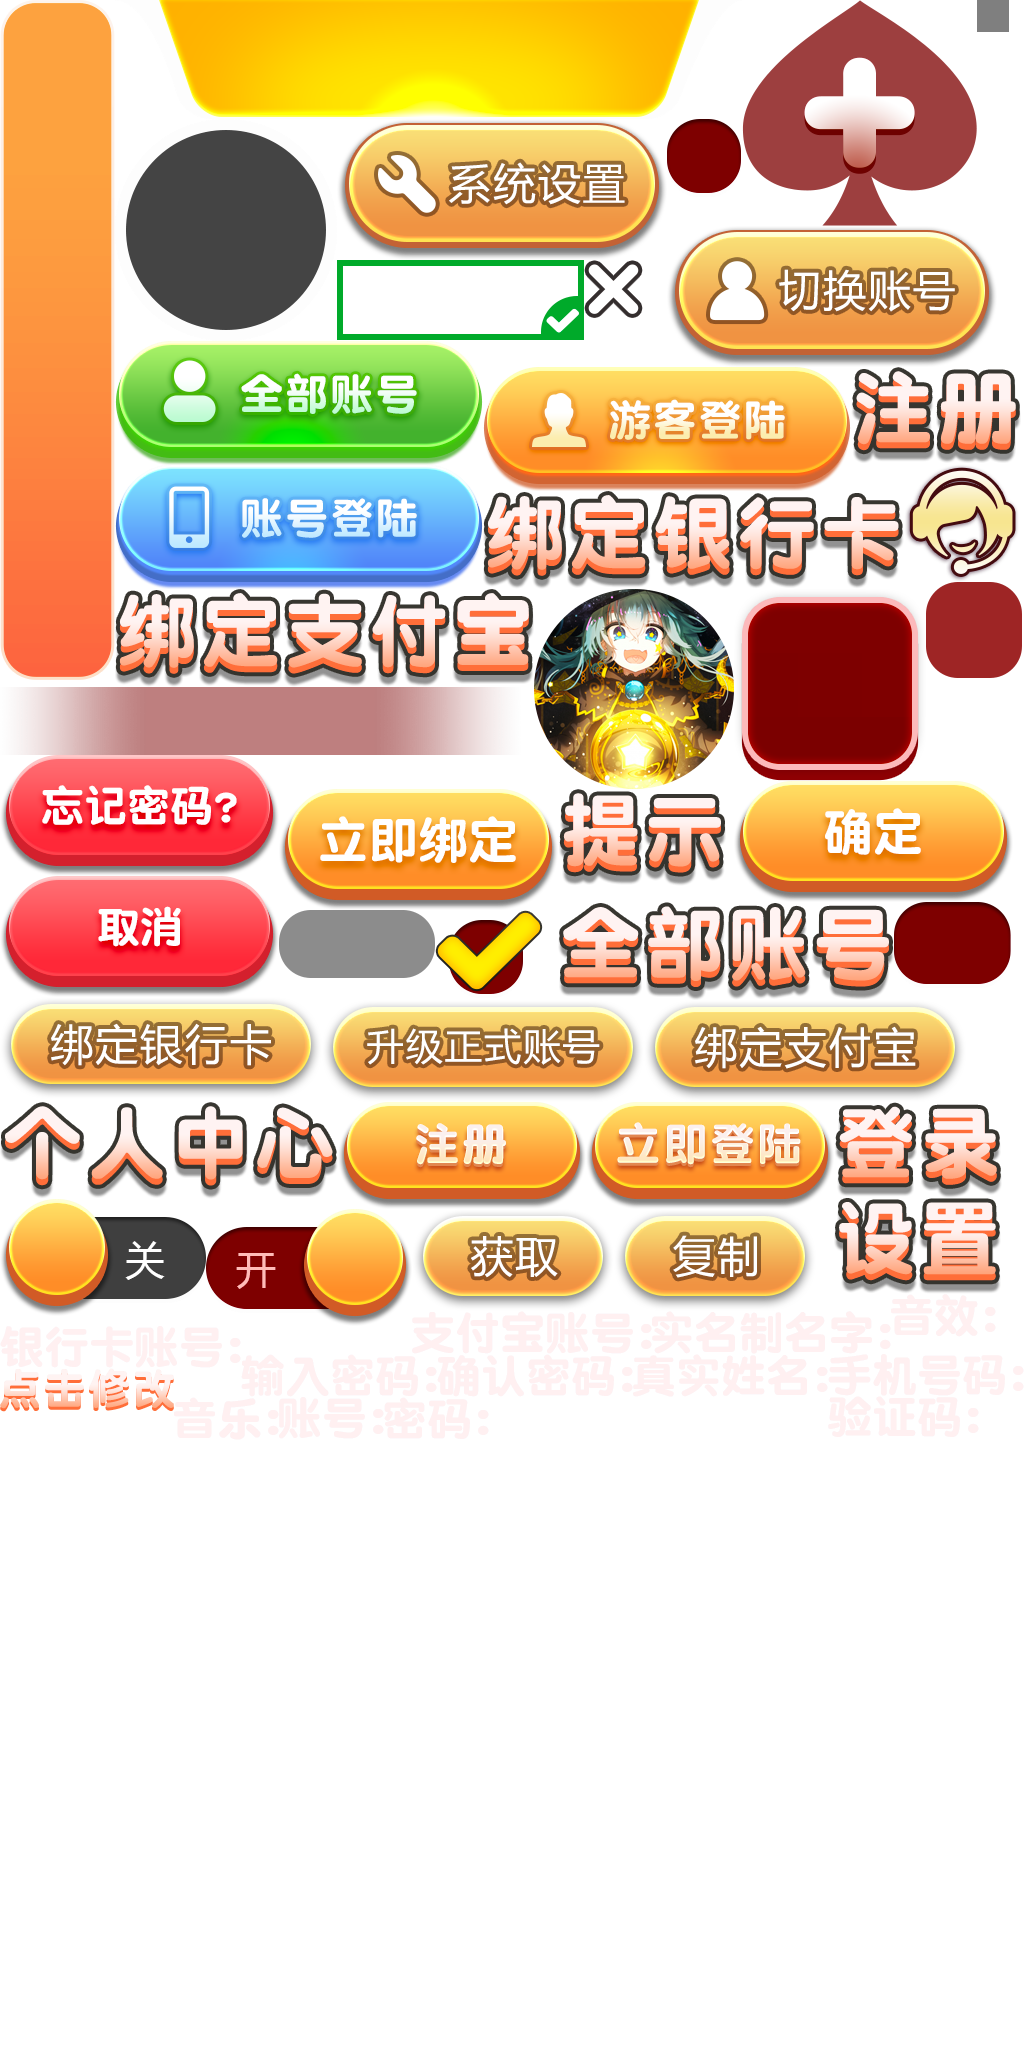 系统设置
切换账号
全部账号
游客登陆
注册
账号登陆
绑定银行卡
绑定支付宝
忘记密码?
立即绑定
提示
确定
取消
全部账号
绑定银行卡
升级正式账号
绑定支付宝
个人中心
注册
立即登陆
登录
关
开
获取
复制
设置
音效:
支付宝账号:
实名制名字:
银行卡账号:
输入密码:
确认密码:
真实姓名:
手机号码:
点击修改
音乐:
账号:
密码:
验证码: